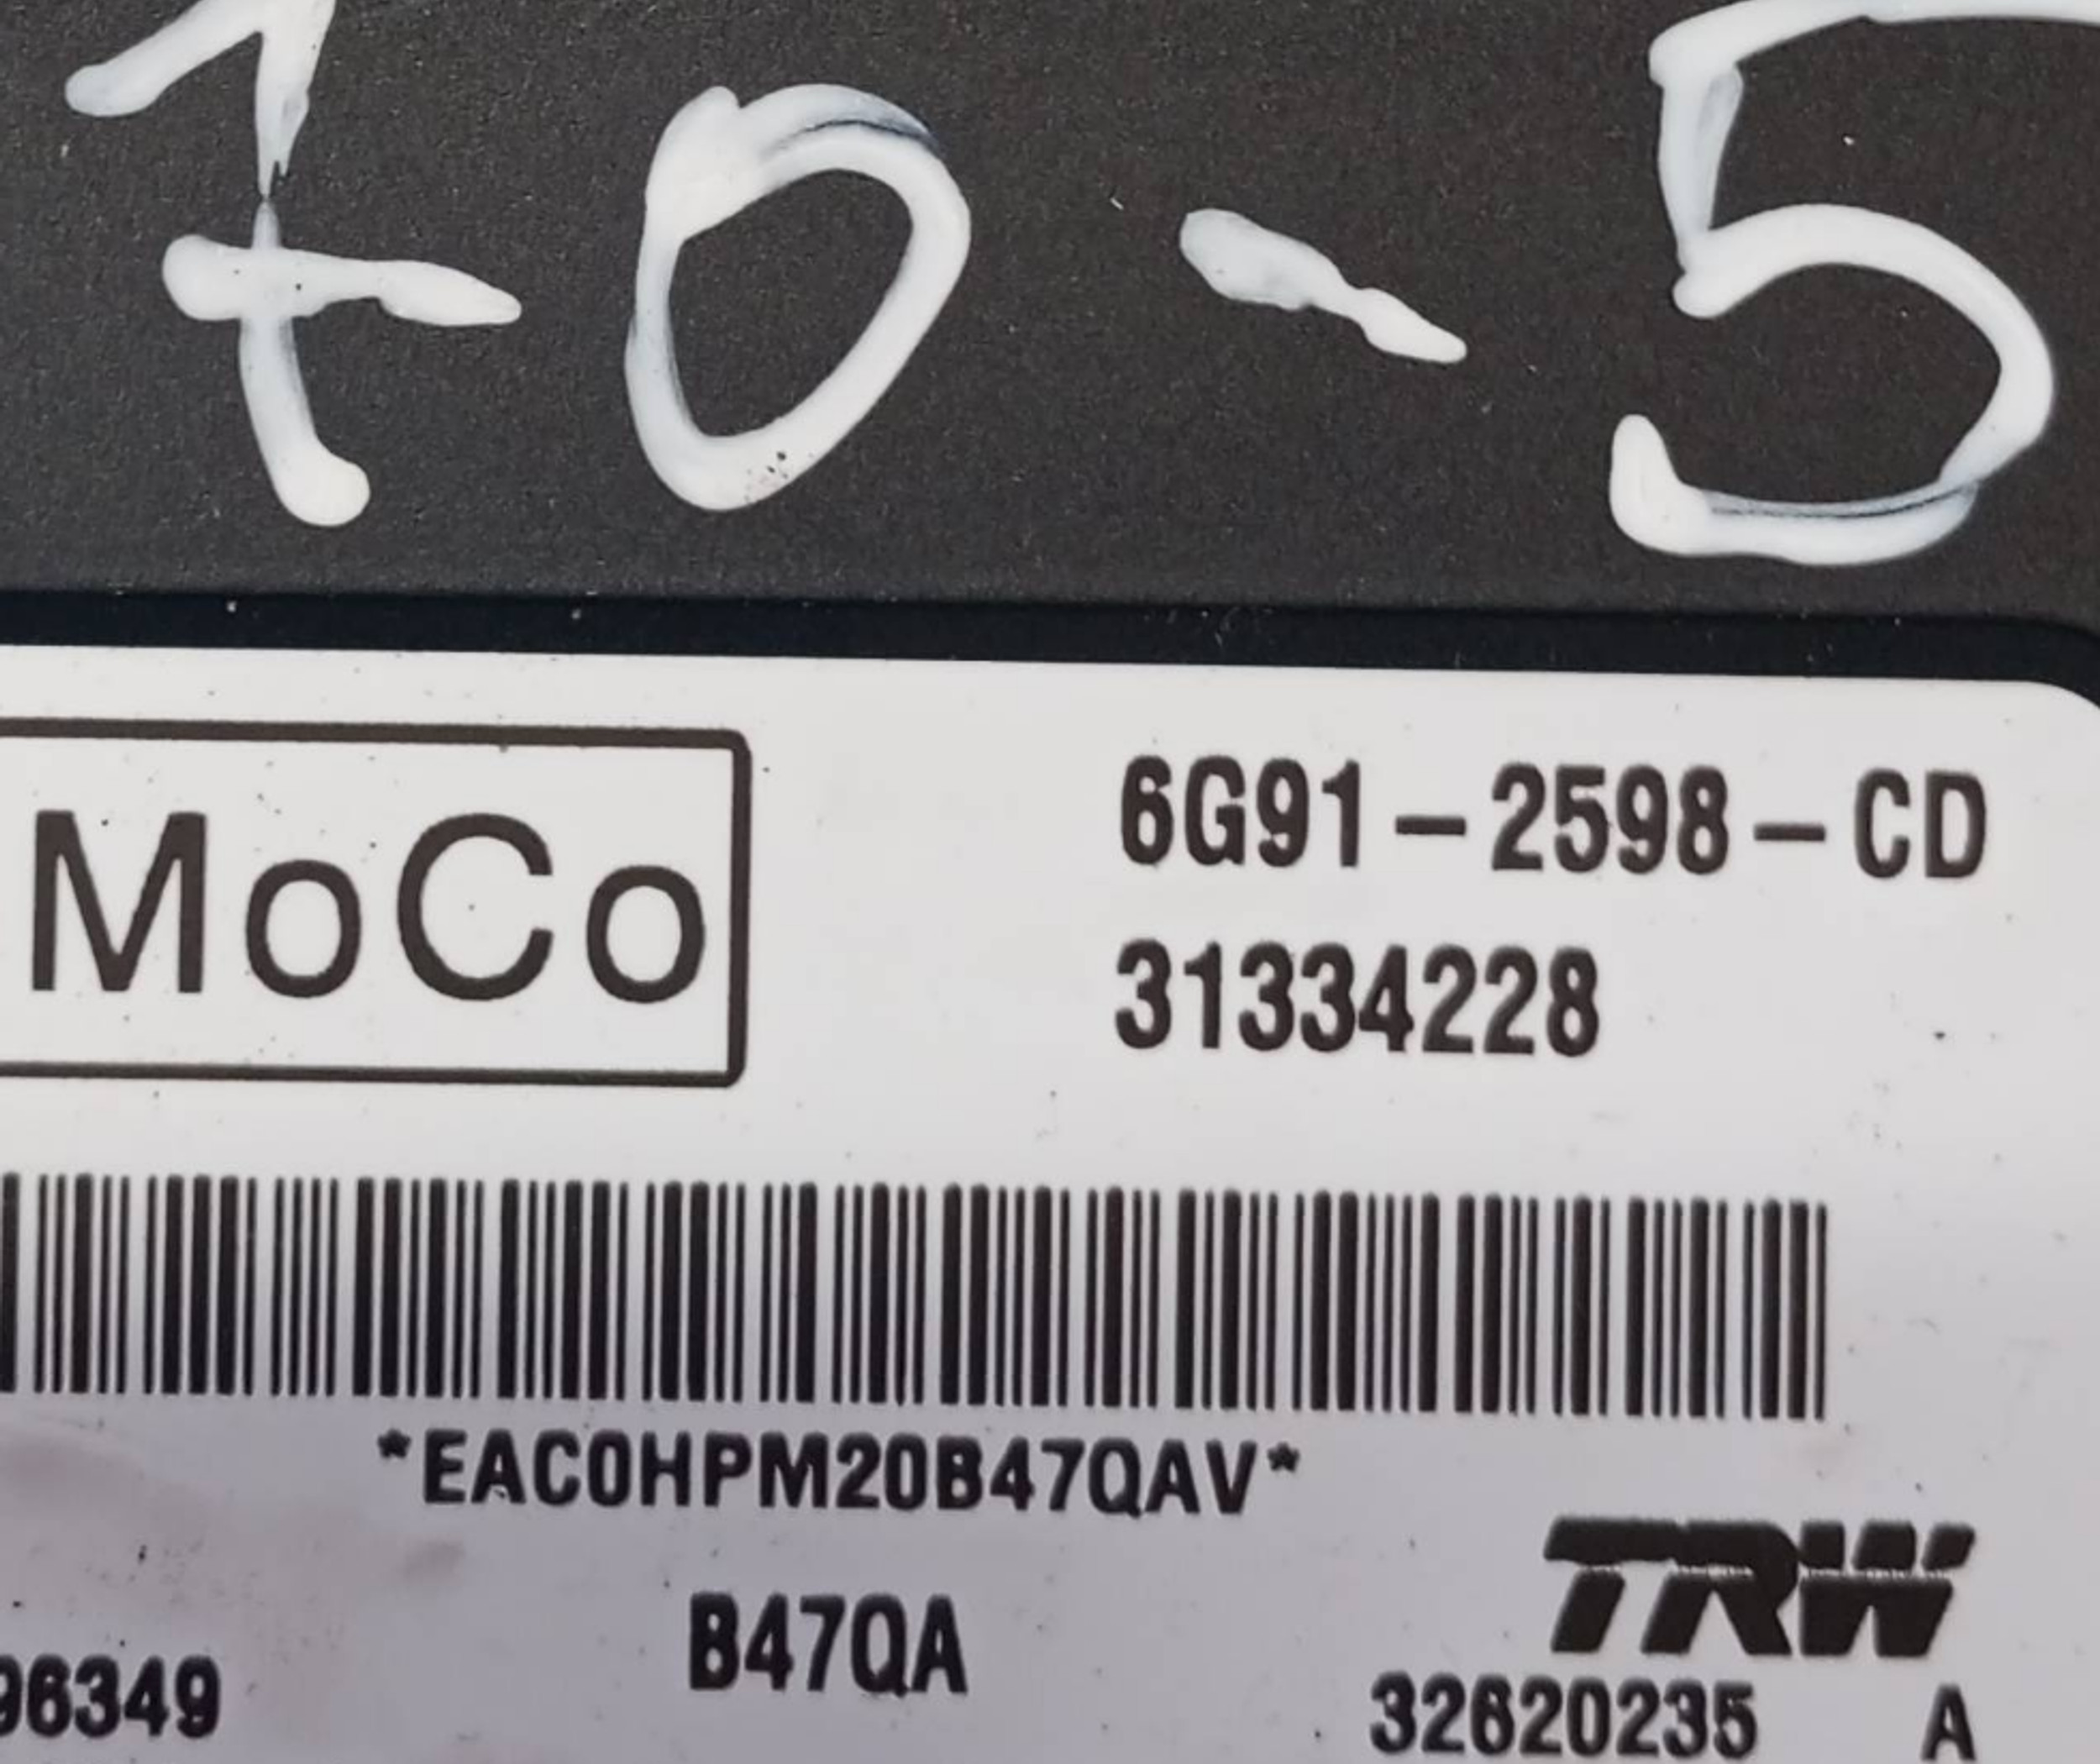 70-5
MoCo
6G91-2598-CD
31334228
*EAC0HPM20B47QAV*
B47QA
TRW
96349
32620235 A